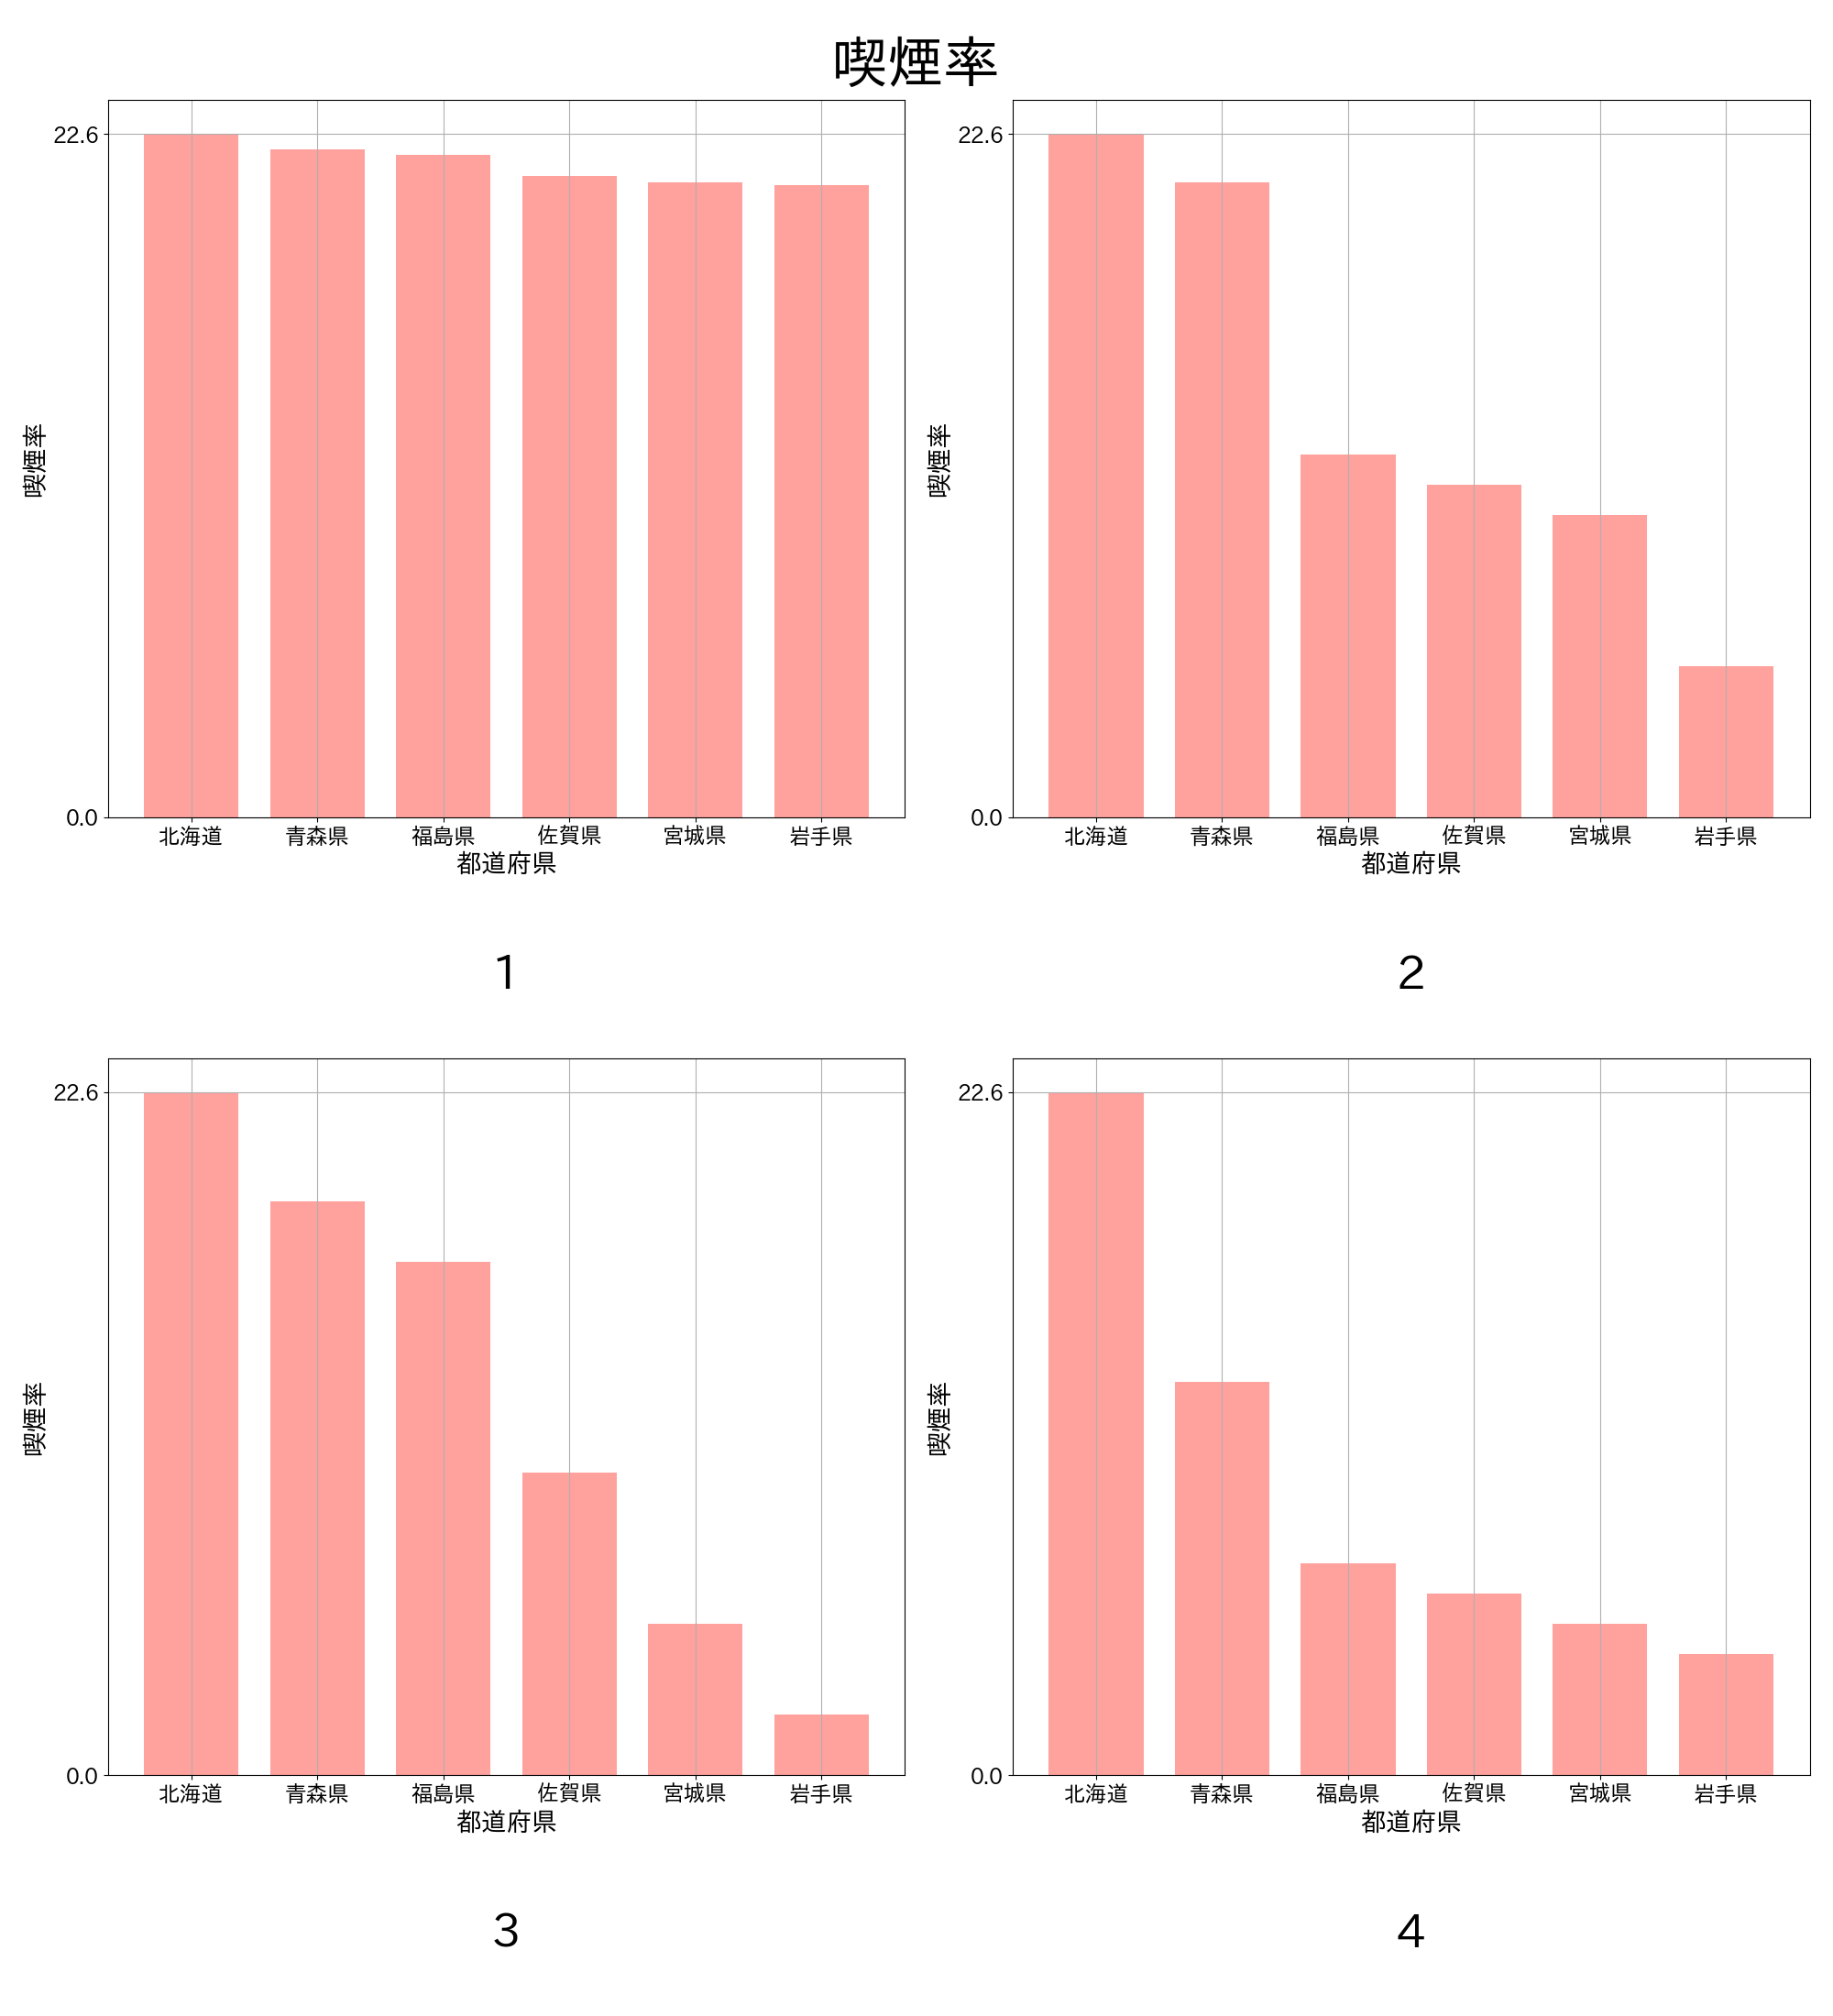 喫煙率
22.6
0.0
喫煙率
北海道 青森県 福島県 佐賀県 宮城県 岩手県
都道府県
1
22.6
0.0
喫煙率
北海道 青森県 福島県 佐賀県 宮城県 岩手県
都道府県
2
22.6
0.0
喫煙率
北海道 青森県 福島県 佐賀県 宮城県 岩手県
都道府県
3
22.6
0.0
喫煙率
北海道 青森県 福島県 佐賀県 宮城県 岩手県
都道府県
4